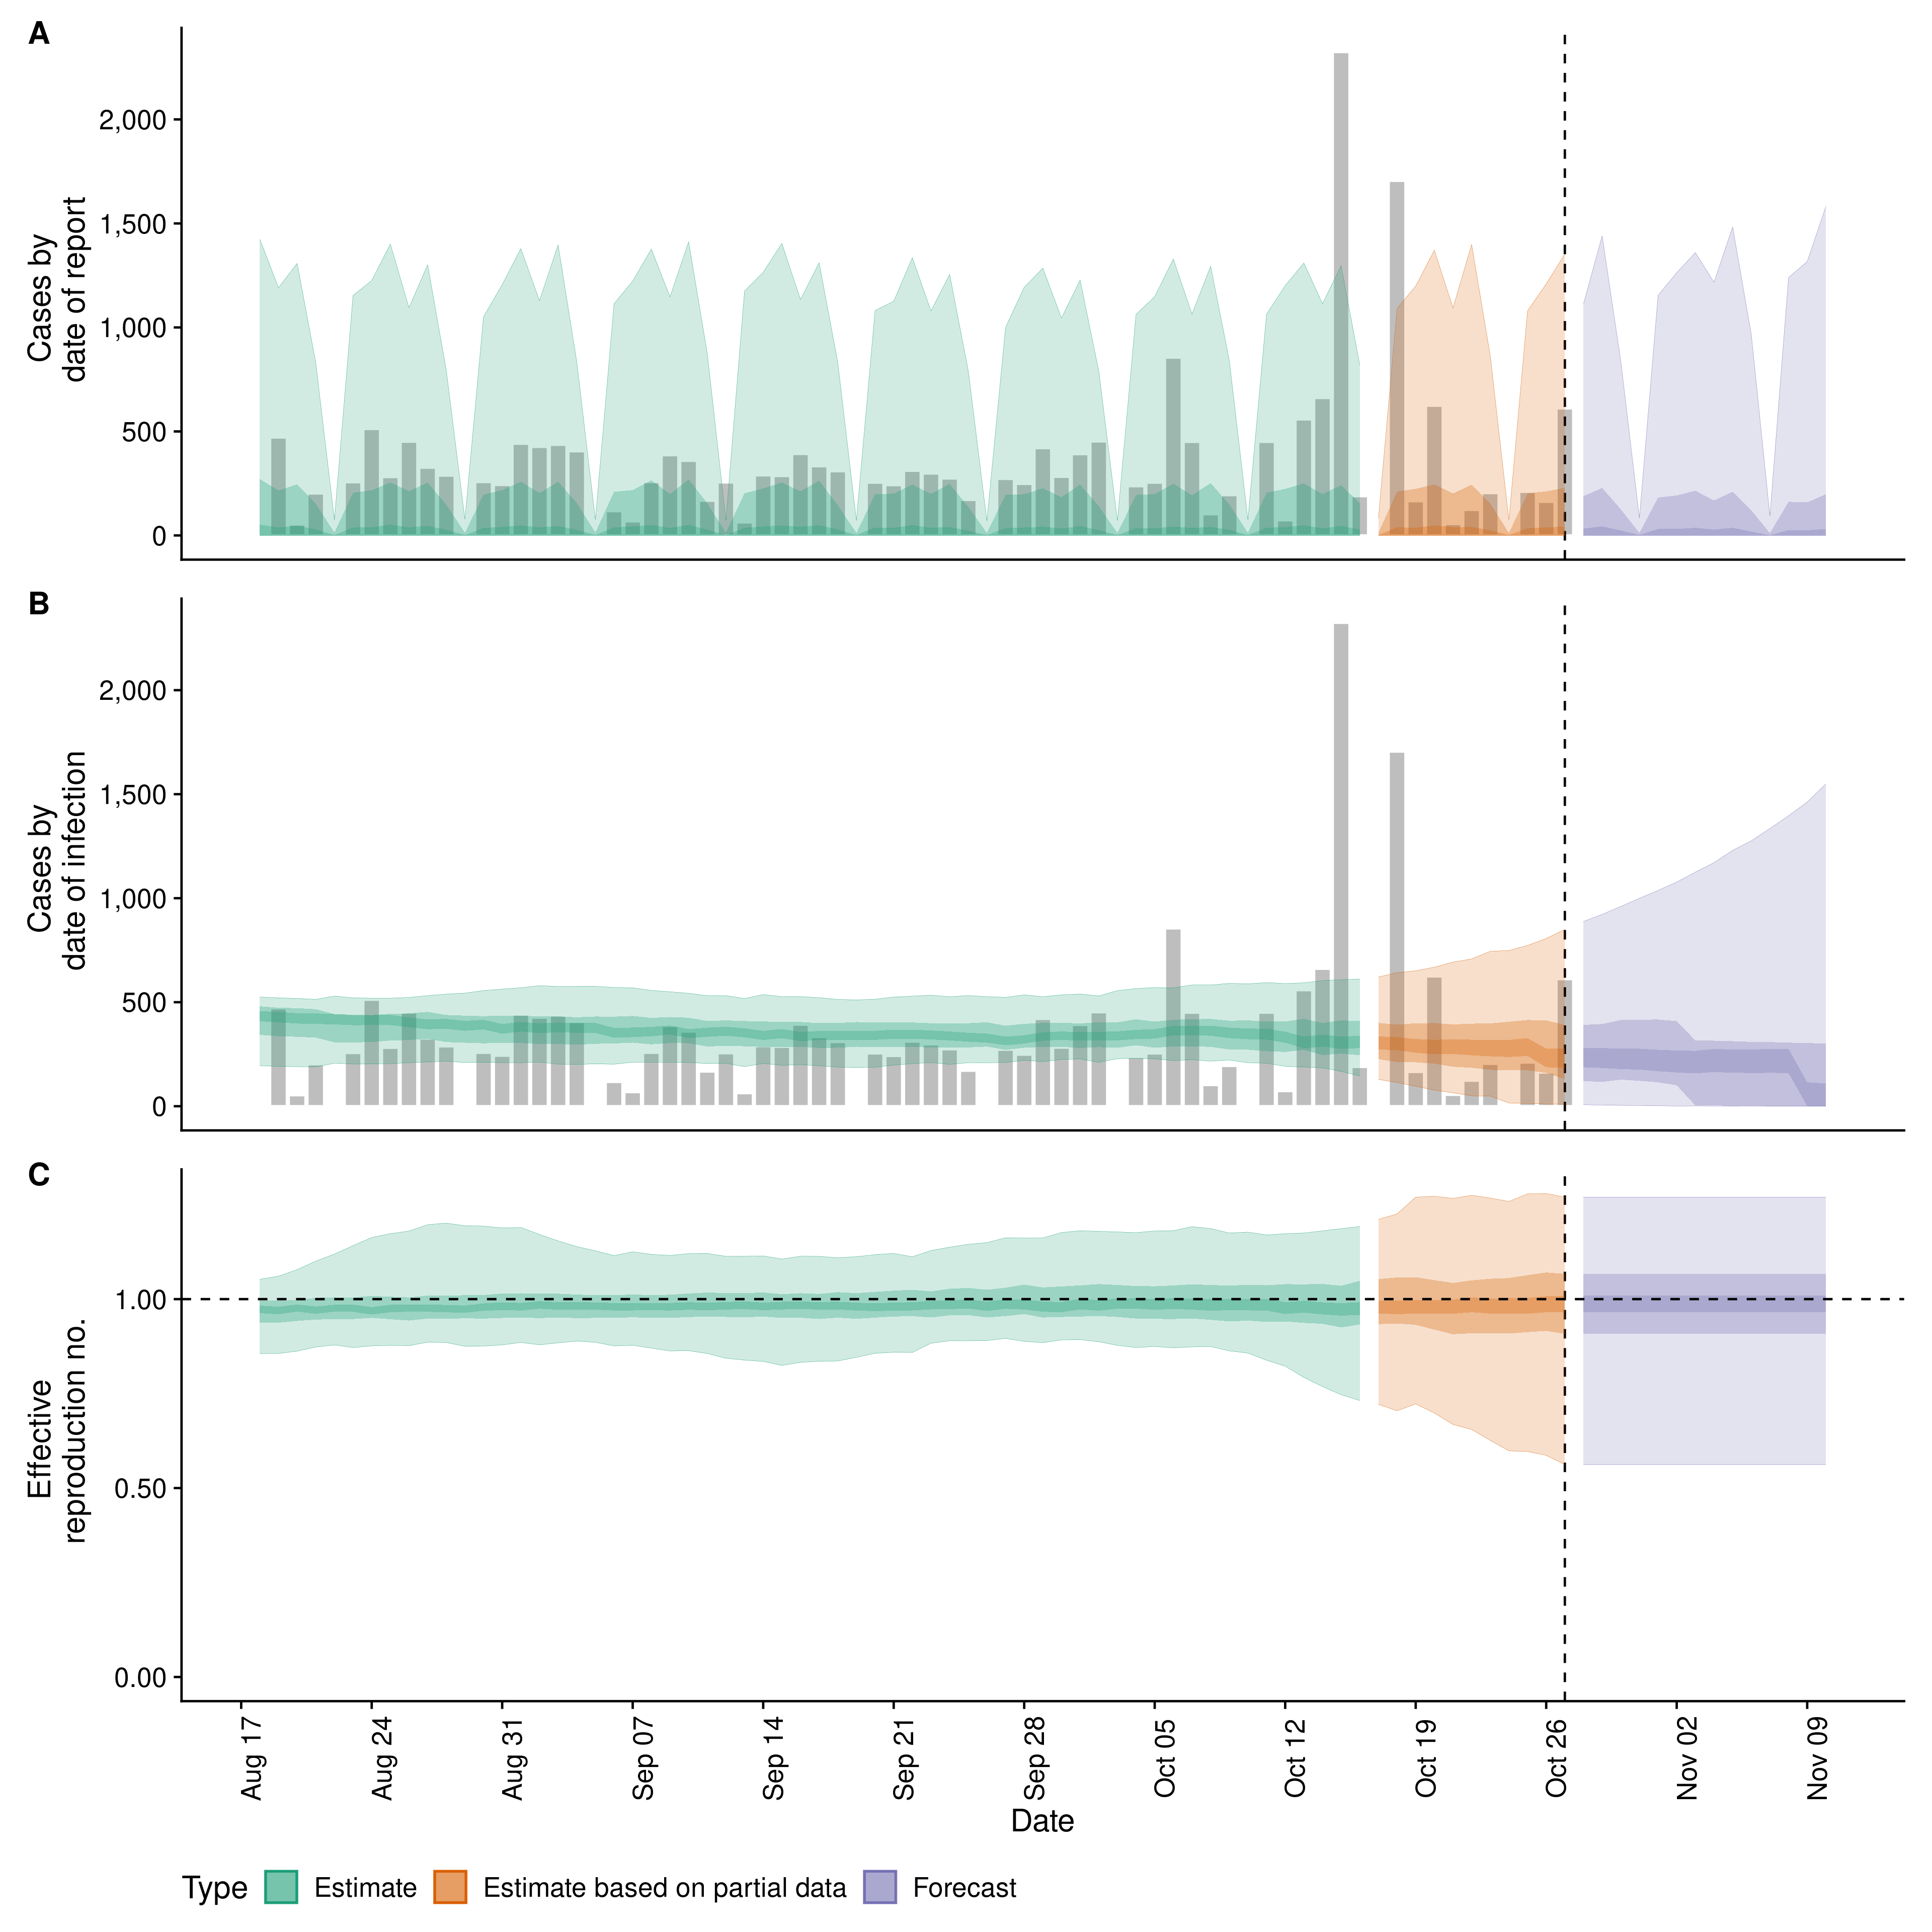 A
Cases by
date of report
2,000
1,500
1,000
500
0
B
Cases by
date of infection
2,000
1,500
1,000
500
0
C
Effective
reproduction no.
1.00
0.50
0.00
Aug 17
Aug 24
Aug 31
Sep 07
Sep 14
Sep 21
Sep 28
Oct 05
Oct 12
Oct 19
Oct 26
Nov 02
Nov 09
Date
Type Estimate Estimate based on partial data Forecast